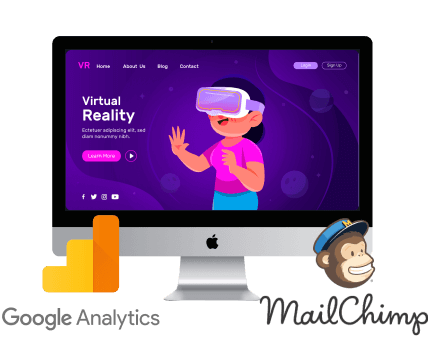 VR Home About Us Blog Contact Login Sign Up
Virtual
Reality
Ectetuer adipiscing elit, sed
diam nonummy nibh.
Learn More
Google Analytics
MailChimp